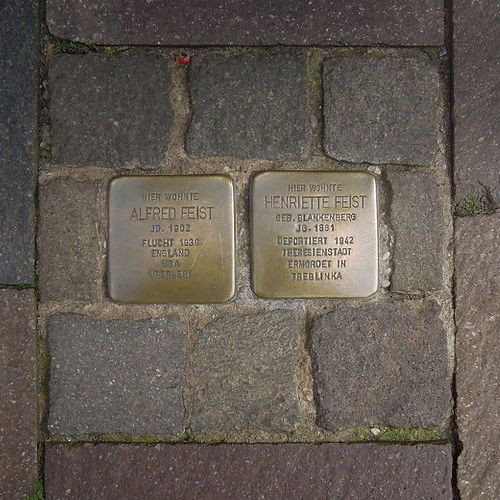 HIER WOHNTE
ALFRED FEIST
JG. 1902
FLUCHT 1939
ENGLAND
USA
ÜBERLEBT
HIER WOHNTE
HENRIETTE FEIST
GEB. BLANKENBERG
JG. 1881
DEPORTIERT 1942
THERESIENSTADT
ERMORDET IN
TREBLINKA